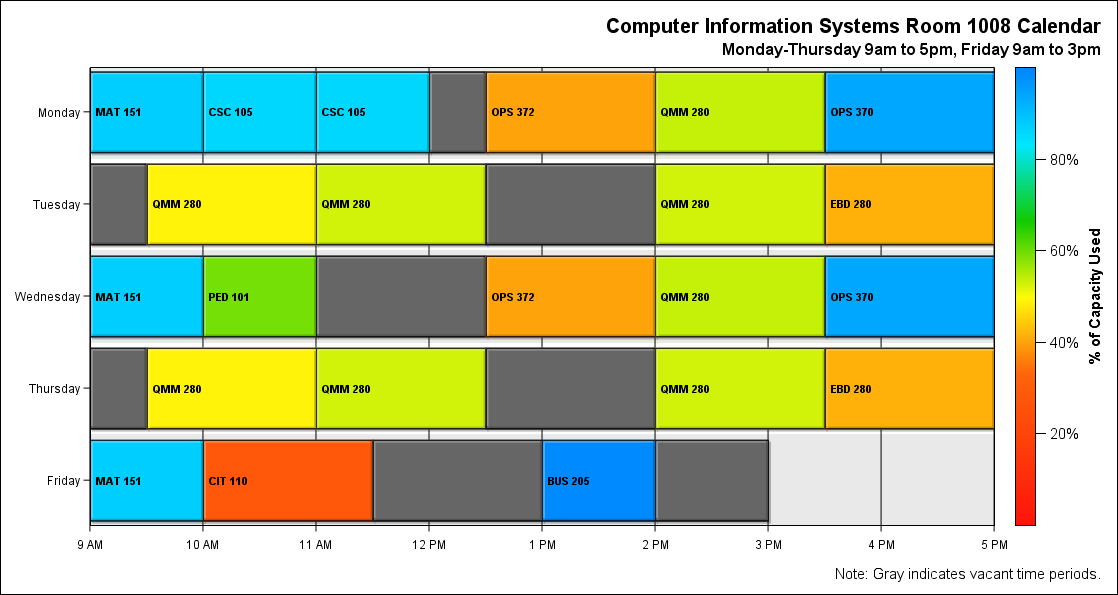 Computer Information Systems Room 1008 Calendar
Monday-Thursday 9am to 5pm, Friday 9am to 3pm
Monday MAT 151 CSC 105 CSC 105 OPS 372 QMM 280 OPS 370
Tuesday QMM 280 QMM 280 QMM 280 EBD 280
Wednesday MAT 151 PED 101 OPS 372 QMM 280 OPS 370
Thursday QMM 280 QMM 280 QMM 280 EBD 280
Friday MAT 151 CIT 110 BUS 205
9 AM 10 AM 11 AM 12 PM 1 PM 2 PM 3 PM 4 PM 5 PM
80%
60%
40%
20%
% of Capacity Used
Note: Gray indicates vacant time periods.